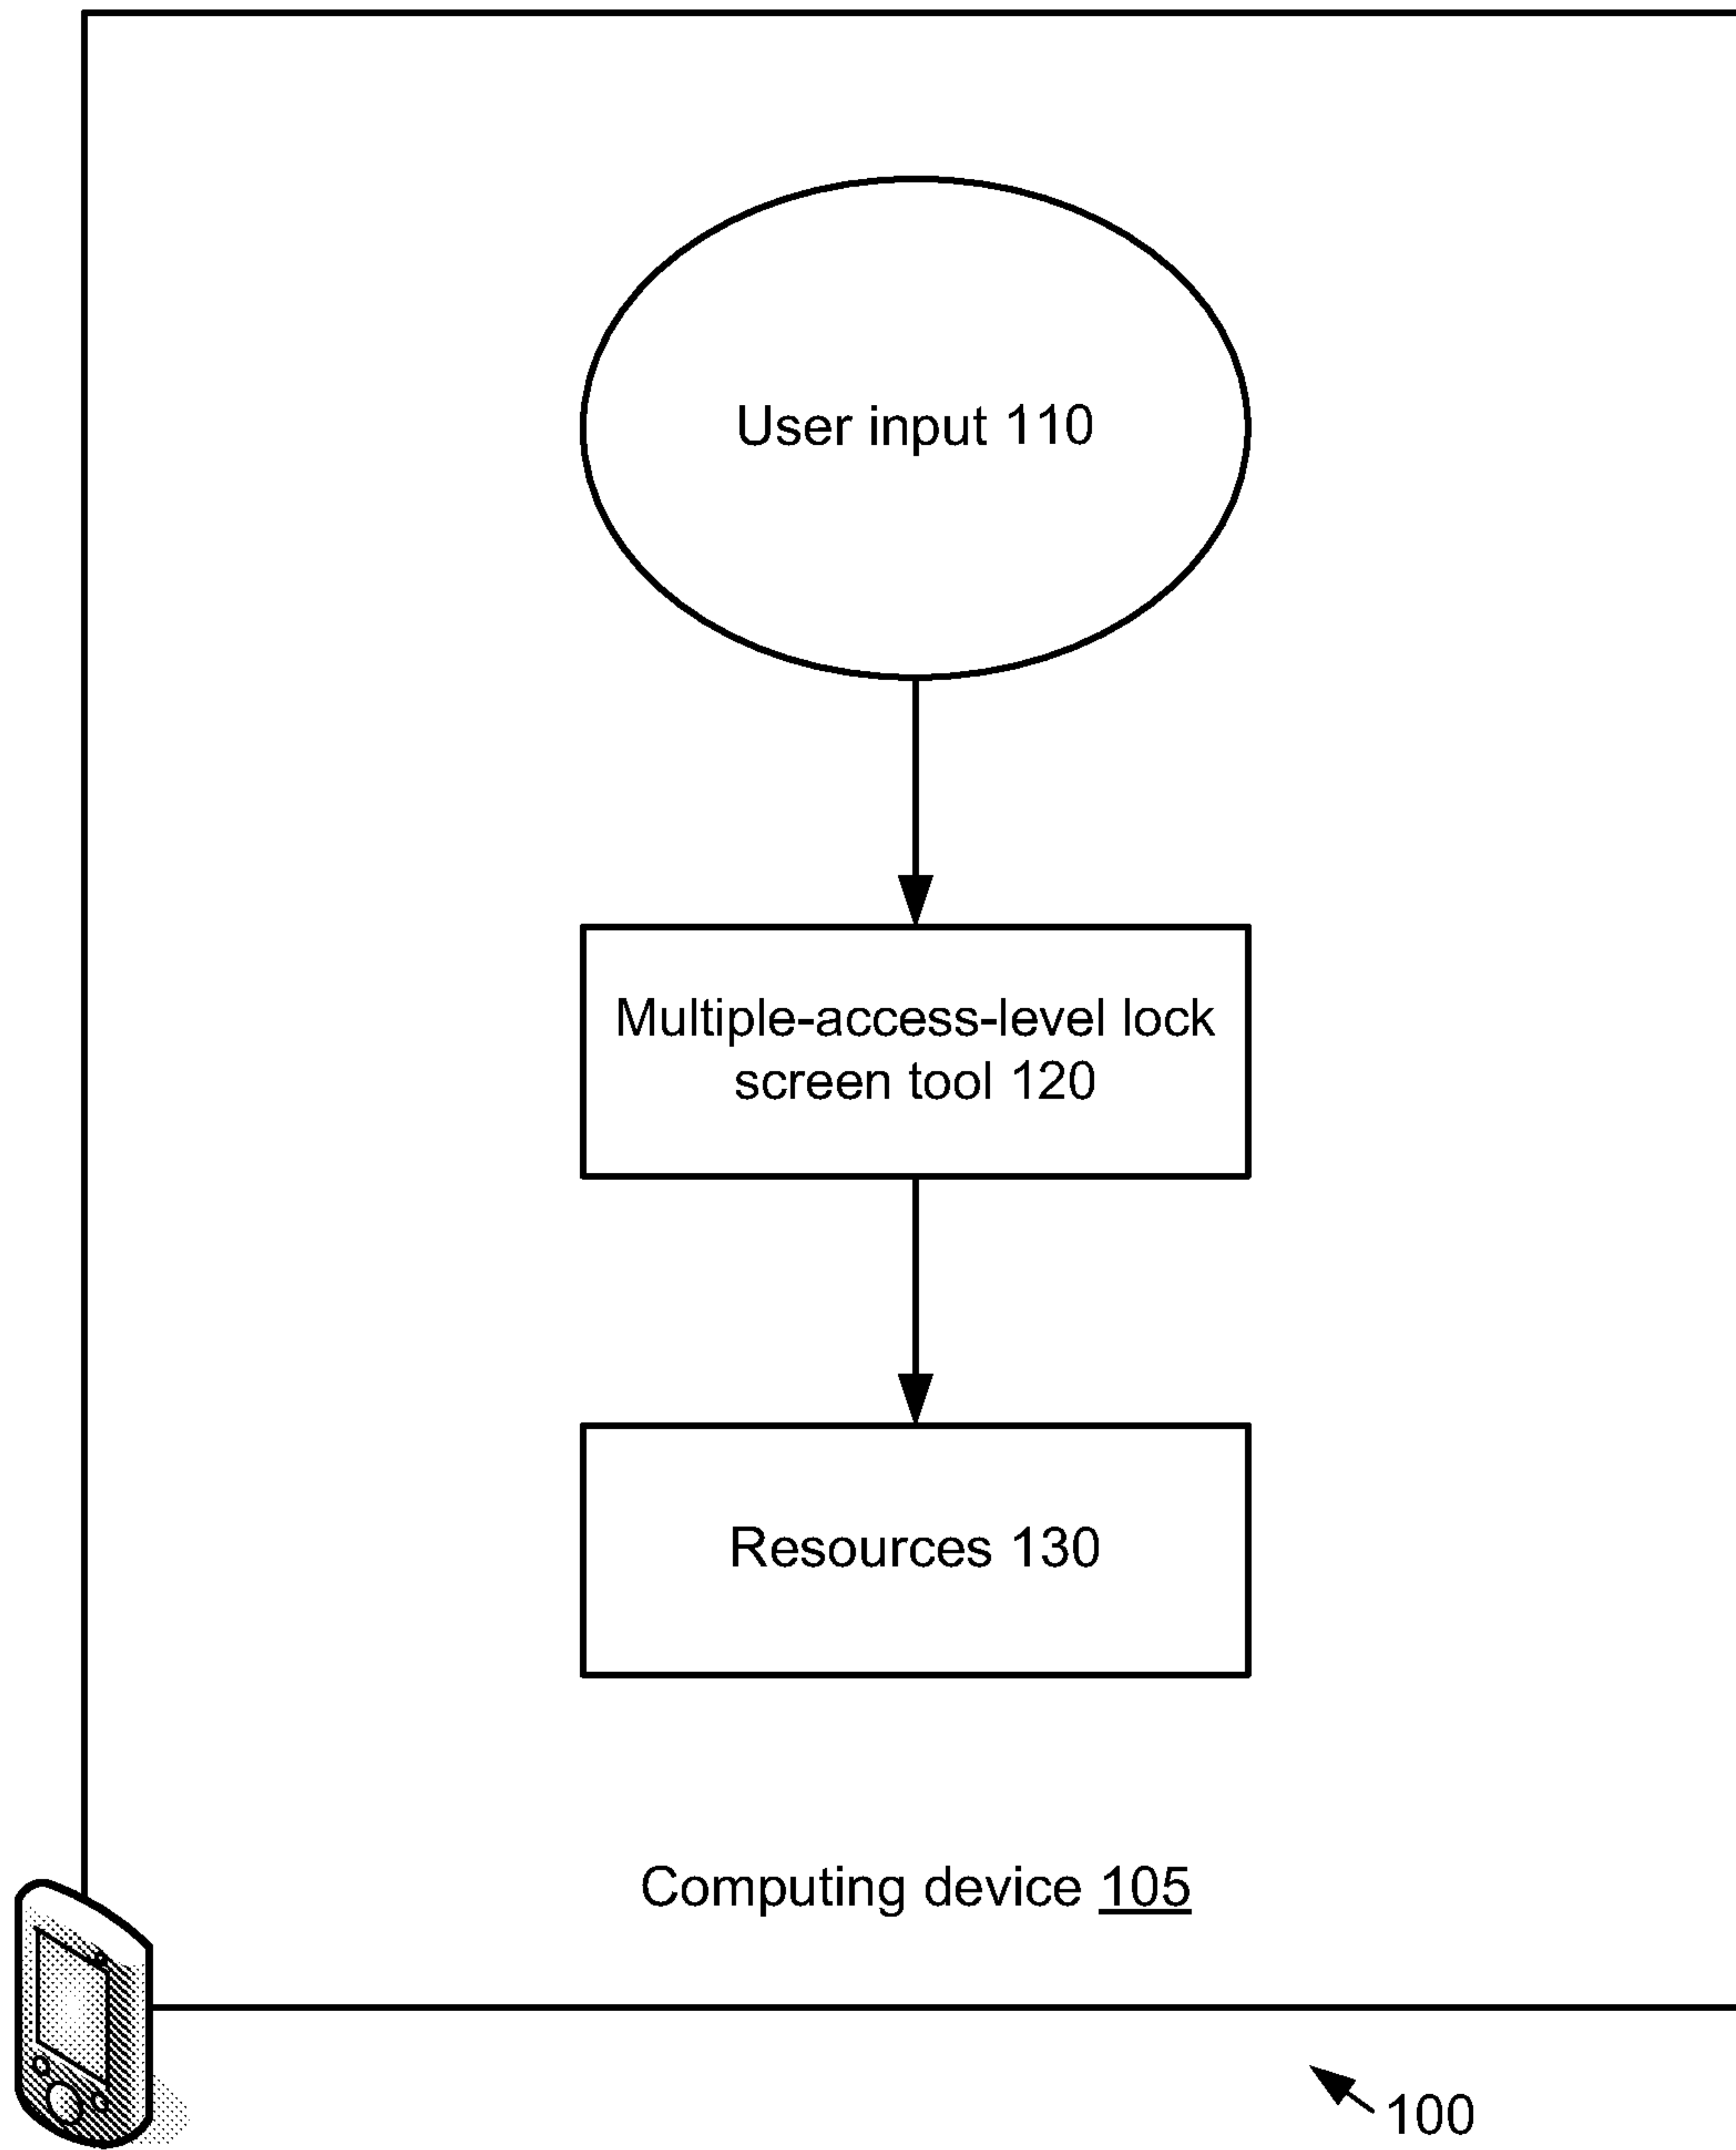 User input 110
Multiple-access-level lock
screen tool 120
Resources 130
Computing device 105
100